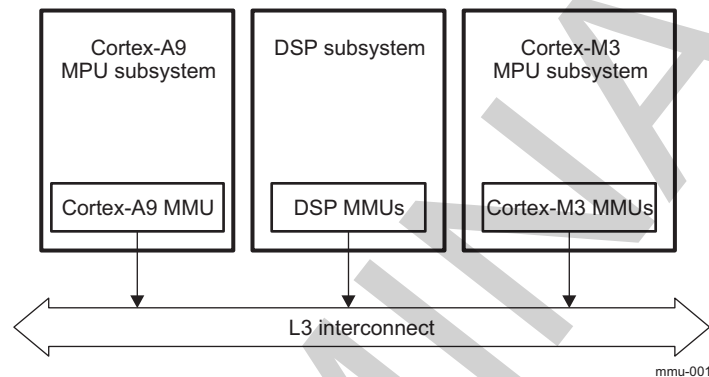 Cortex-A9
MPU subsystem
DSP subsystem
Cortex-M3
MPU subsystem
Cortex-A9 MMU
DSP MMUs
Cortex-M3 MMUs
L3 interconnect
mmu-001
MINA